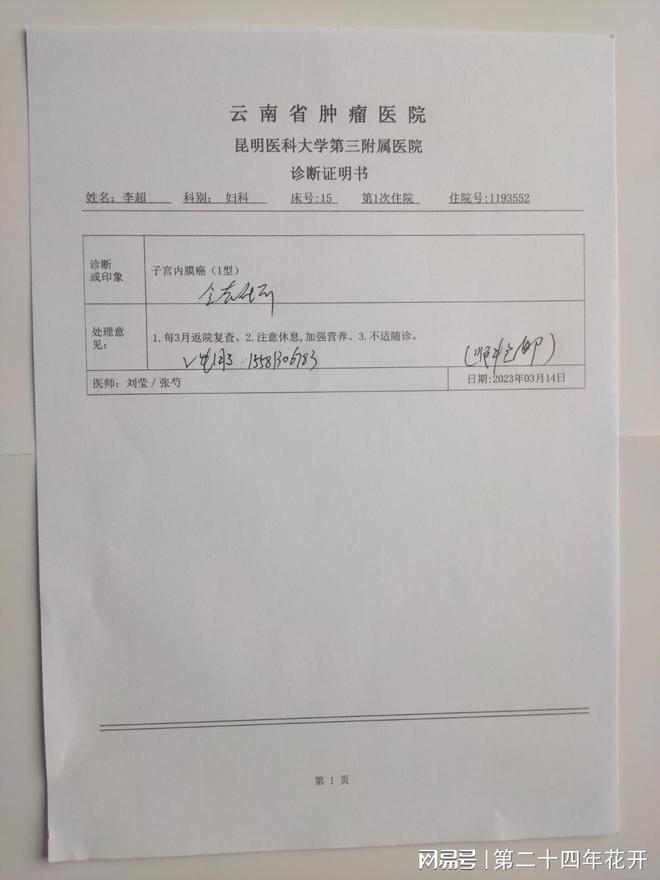 云南省肿瘤医院
昆明医科大学第三附属医院
诊断证明书
姓名: 李超 科别: 妇科 床号:15 第1次住院 住院号:1193552
诊断或印象
子宫内膜癌 (I型)
处理意见:
1.每3月返院复查。2.注意休息,加强营养。3.不适随诊。
15581306983
医师: 刘莹/张芍
日期:2023年03月14日
第 1 页
网易号 | 第二十四年花开